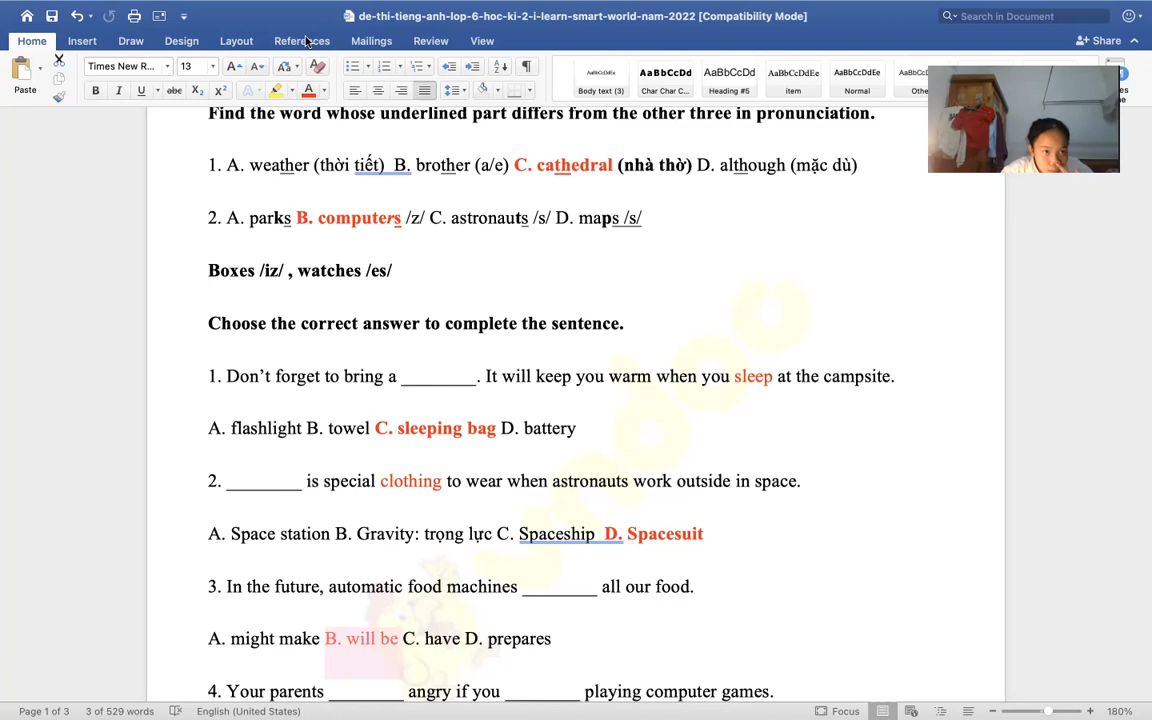 de-thi-tieng-anh-lop-6-hoc-ki-2-i-learn-smart-world-nam-2022 [Compatibility Mode]
Search in Document
Home Insert Draw Design Layout References Mailings Review View
Share
Paste
Times New R... 13
AaBbCcDdEx AaBbCcDd AaBbCcDd AaBbCcDdEe AaBbCcDdEe AaBbCcD
Body text (3) Char Char C... Heading #5 item Normal Othe
Find the word whose underlined part differs from the other three in pronunciation.
1. A. weather (thời tiết) B. brother (a/e) C. cathedral (nhà thờ) D. although (mặc dù)
2. A. parks B. computers /z/ C. astronauts /s/ D. maps /s/
Boxes /iz/ , watches /es/
Choose the correct answer to complete the sentence.
1. Don’t forget to bring a ________. It will keep you warm when you sleep at the campsite.
A. flashlight B. towel C. sleeping bag D. battery
2. ________ is special clothing to wear when astronauts work outside in space.
A. Space station B. Gravity: trọng lực C. Spaceship D. Spacesuit
3. In the future, automatic food machines ________ all our food.
A. might make B. will be C. have D. prepares
4. Your parents ________ angry if you ________ playing computer games.
Page 1 of 3 3 of 529 words English (United States) Focus 180%